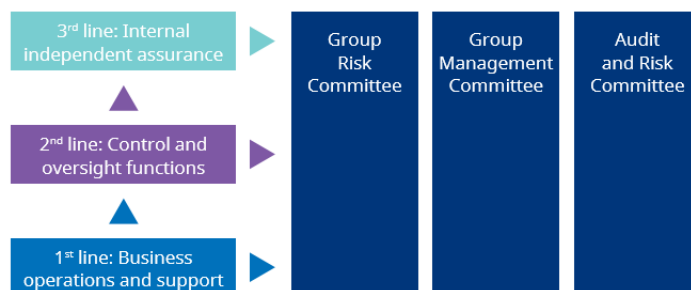 3rd line: Internal
independent assurance
2nd line: Control and
oversight functions
1st line: Business
operations and support
Group
Risk
Committee
Group
Management
Committee
Audit
and Risk
Committee